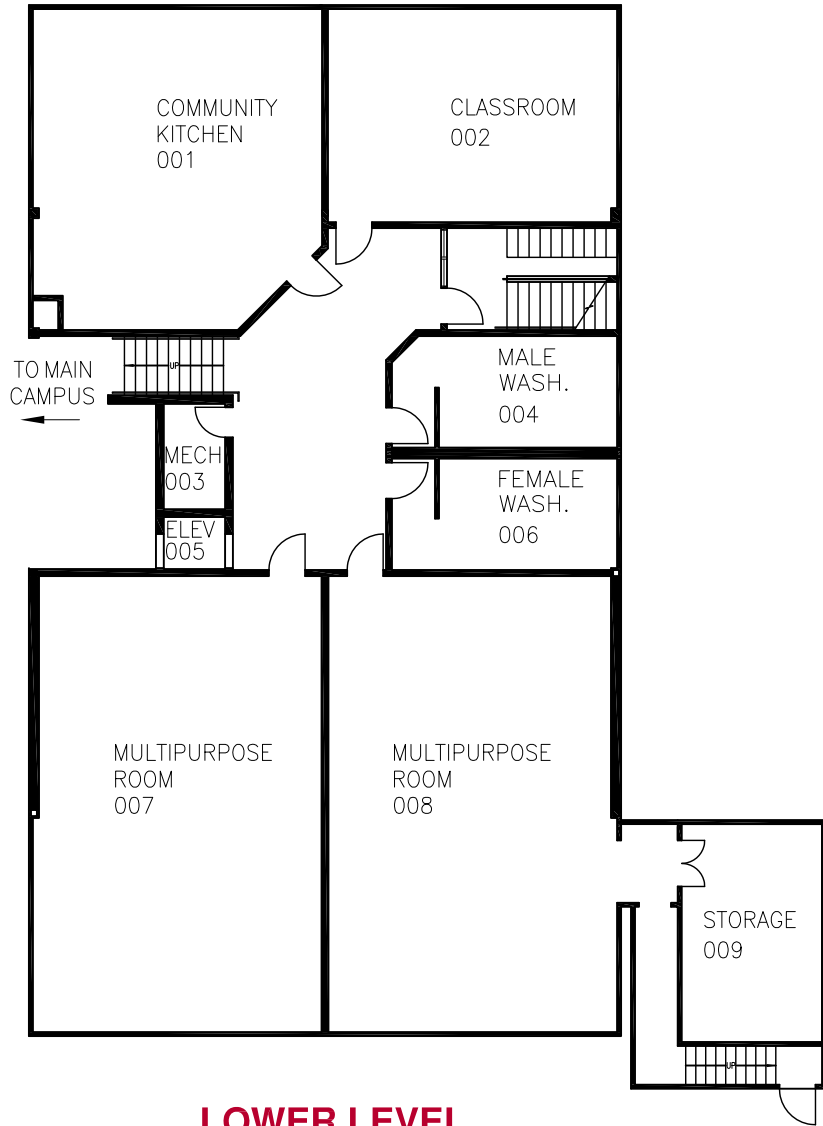 COMMUNITY
KITCHEN
001
CLASSROOM
002
TO MAIN
CAMPUS
UP
MALE
WASH.
004
MECH
003
FEMALE
WASH.
006
ELEV
005
MULTIPURPOSE
ROOM
007
MULTIPURPOSE
ROOM
008
STORAGE
009
UP
LOWER LEVEL